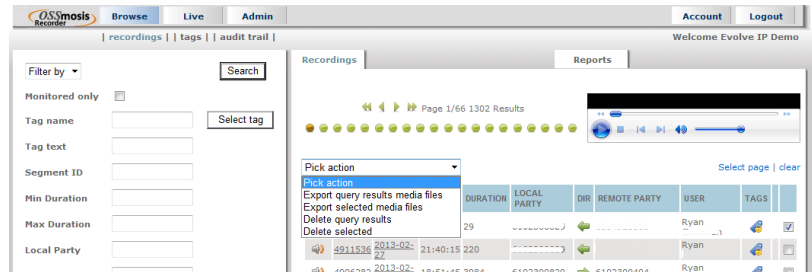 OSSmosis Recorder Browse Live Admin Account Logout
| recordings | | tags | | audit trail | Welcome Evolve IP Demo
Recordings Reports
Filter by Search
Monitored only
Page 1/66 1302 Results
Tag name Select tag
Tag text
Pick action Select page | clear
Segment ID
Pick action
Export query results media files
Export selected media files
Delete query results
Delete selected
DURATION LOCAL PARTY DIR REMOTE PARTY USER TAGS
Min Duration
Max Duration
29 Ryan
Local Party
4911536 2013-02-27 21:40:15 220 Ryan
2013-02- Ryan